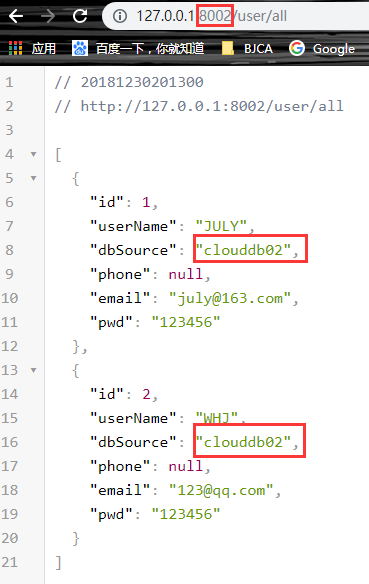 127.0.0.1:8002/user/all
应用 百度一下，你就知道 BJCA Google
1 // 20181230201300
2 // http://127.0.0.1:8002/user/all
3
4 [
5 {
6 "id": 1,
7 "userName": "JULY",
8 "dbSource": "clouddb02",
9 "phone": null,
10 "email": "july@163.com",
11 "pwd": "123456"
12 },
13 {
14 "id": 2,
15 "userName": "WHJ",
16 "dbSource": "clouddb02",
17 "phone": null,
18 "email": "123@qq.com",
19 "pwd": "123456"
20 }
21 ]